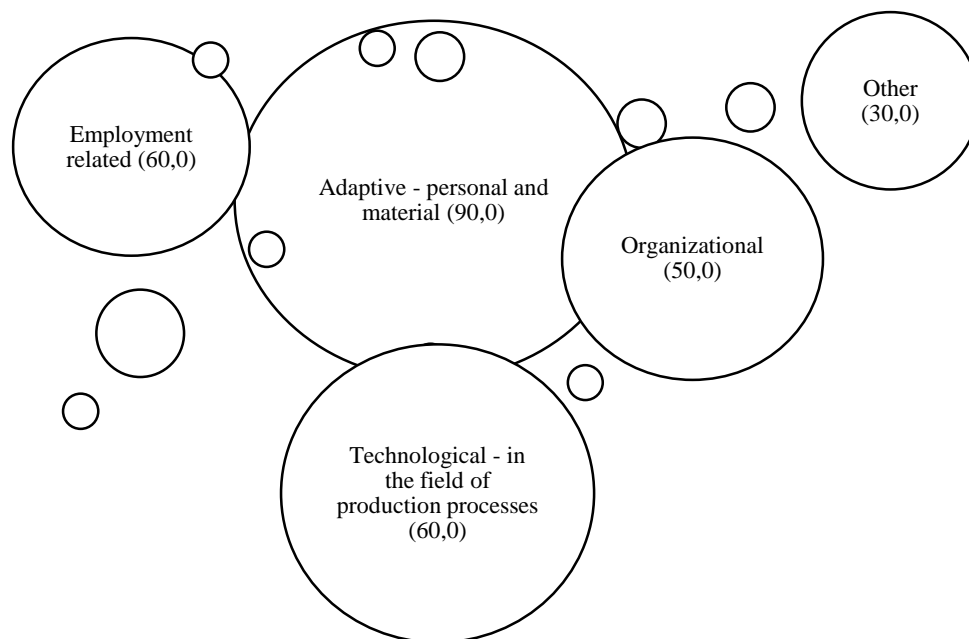 Employment
related (60,0)
Adaptive - personal and
material (90,0)
Other
(30,0)
Organizational
(50,0)
Technological - in
the field of
production processes
(60,0)